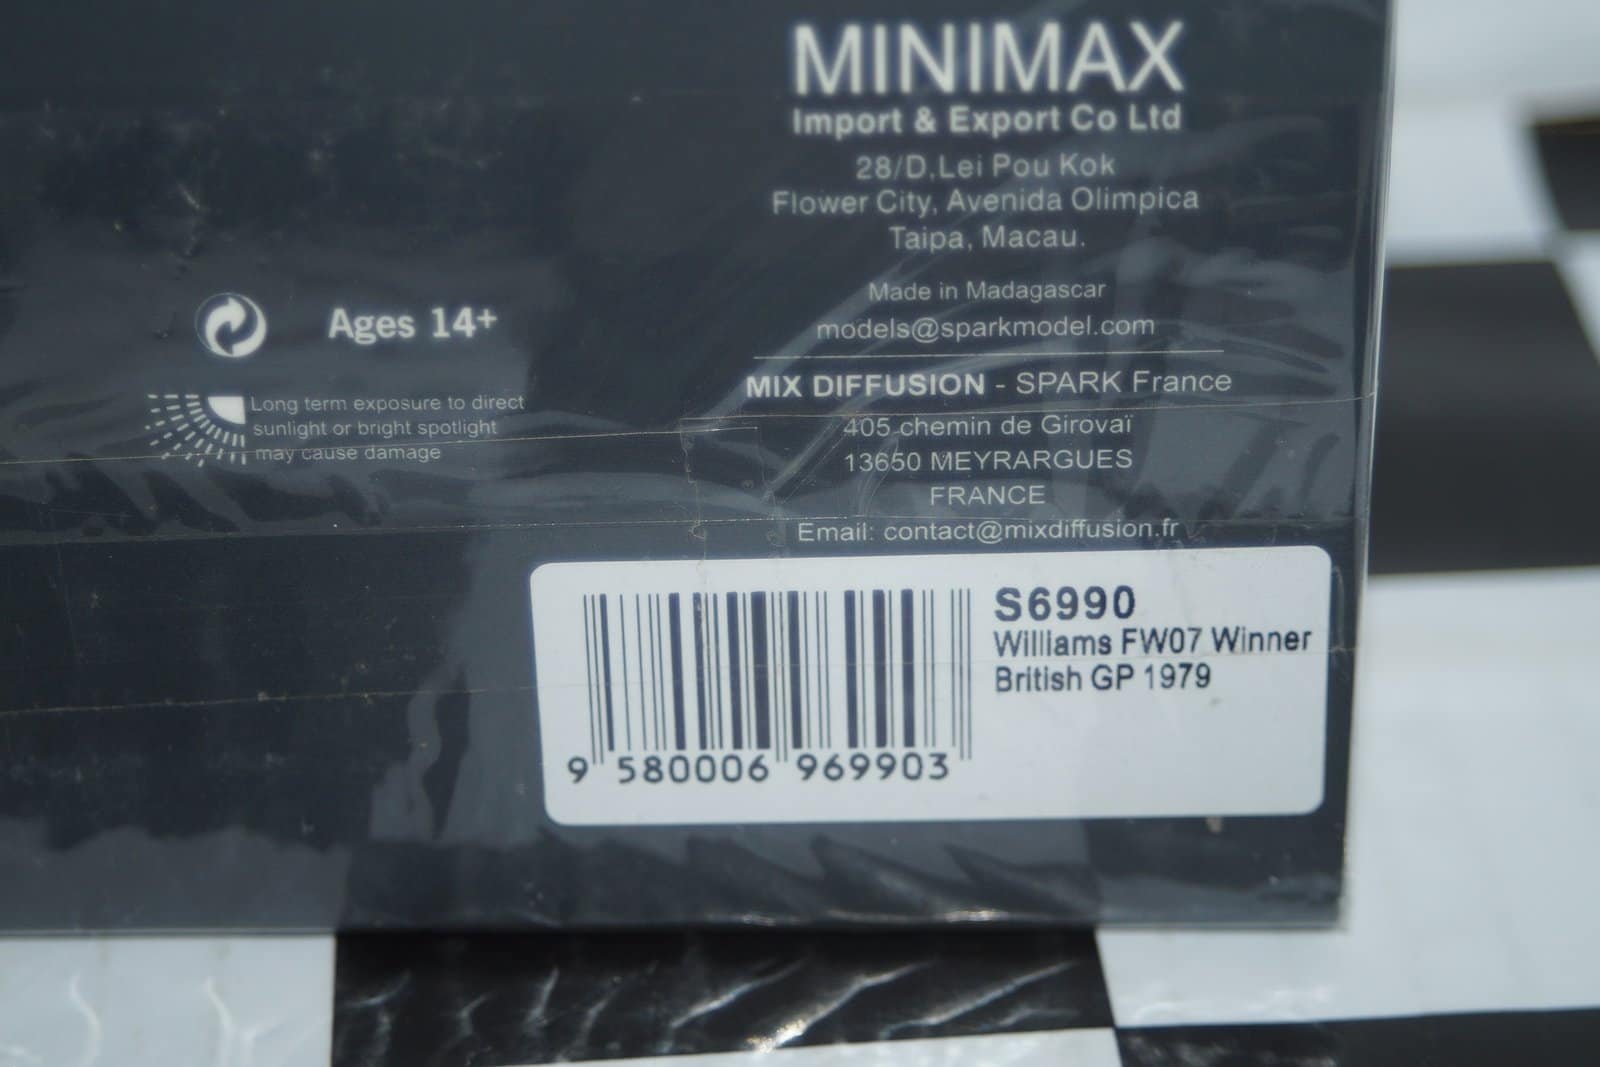 MINIMAX
Import & Export Co Ltd
28/D,Lei Pou Kok
Flower City, Avenida Olimpica
Taipa, Macau.
Made in Madagascar
models@sparkmodel.com
MIX DIFFUSION - SPARK France
405 chemin de Girovaï
13650 MEYRARGUES
FRANCE
Email: contact@mixdiffusion.fr
Ages 14+
Long term exposure to direct
sunlight or bright spotlight
may cause damage
S6990
Williams FW07 Winner
British GP 1979
9 580006 969903